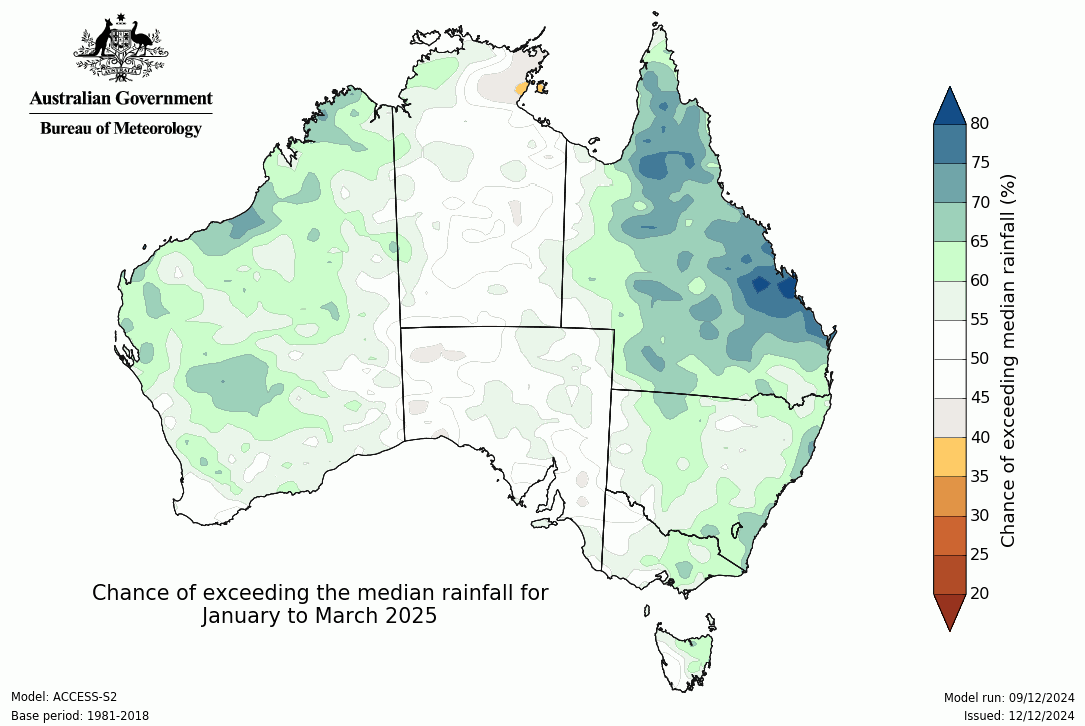 Australian Government
Bureau of Meteorology
80
75
70
65
60
55
50
45
40
35
30
25
20
Chance of exceeding median rainfall (%)
Chance of exceeding the median rainfall for
January to March 2025
Model: ACCESS-S2
Base period: 1981-2018
Model run: 09/12/2024
Issued: 12/12/2024